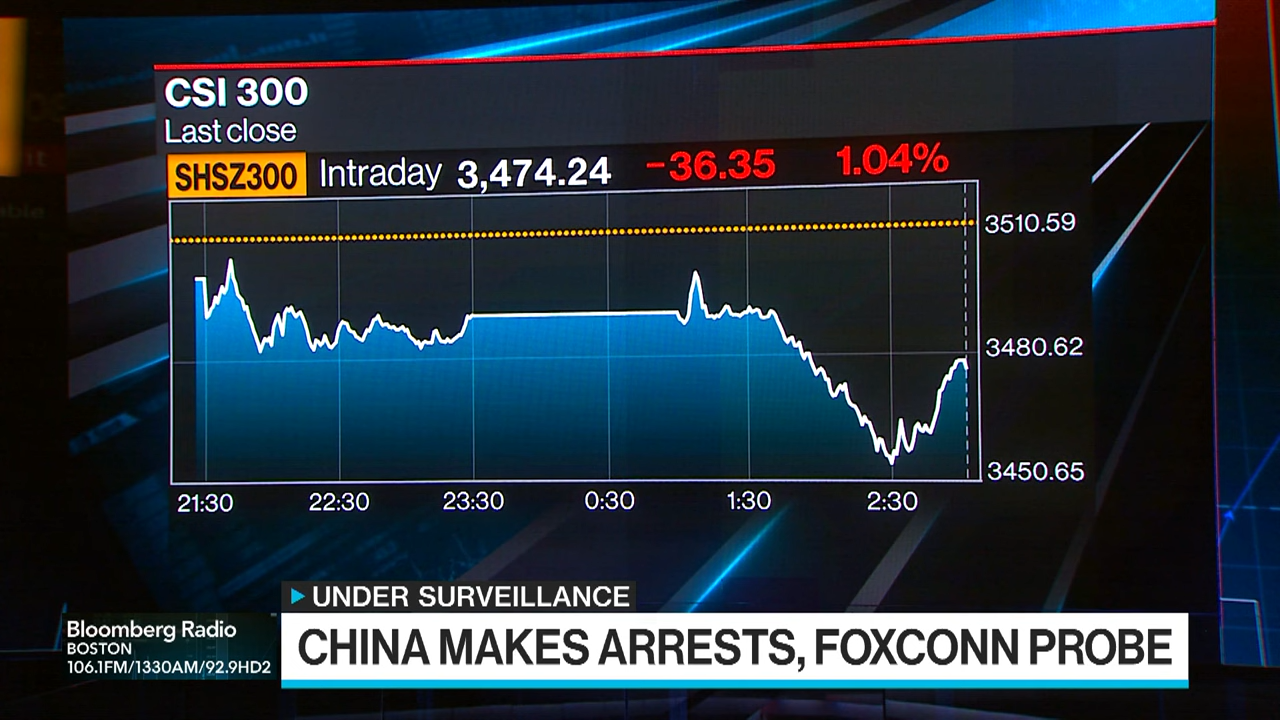 CSI 300
Last close
SHSZ300 Intraday 3,474.24 -36.35 1.04%
3510.59
3480.62
3450.65
21:30 22:30 23:30 0:30 1:30 2:30
UNDER SURVEILLANCE
CHINA MAKES ARRESTS, FOXCONN PROBE
Bloomberg Radio
BOSTON
106.1FM/1330AM/92.9HD2